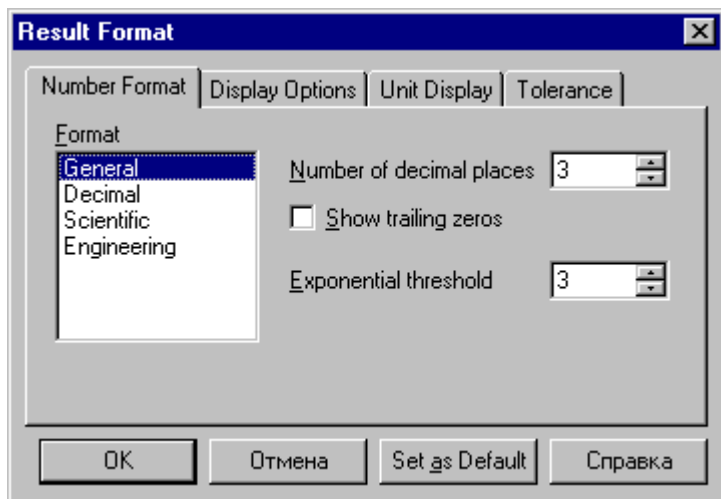 Result Format
Number Format Display Options Unit Display Tolerance
Format
General
Decimal
Scientific
Engineering
Number of decimal places 3
Show trailing zeros
Exponential threshold 3
OK Отмена Set as Default Справка